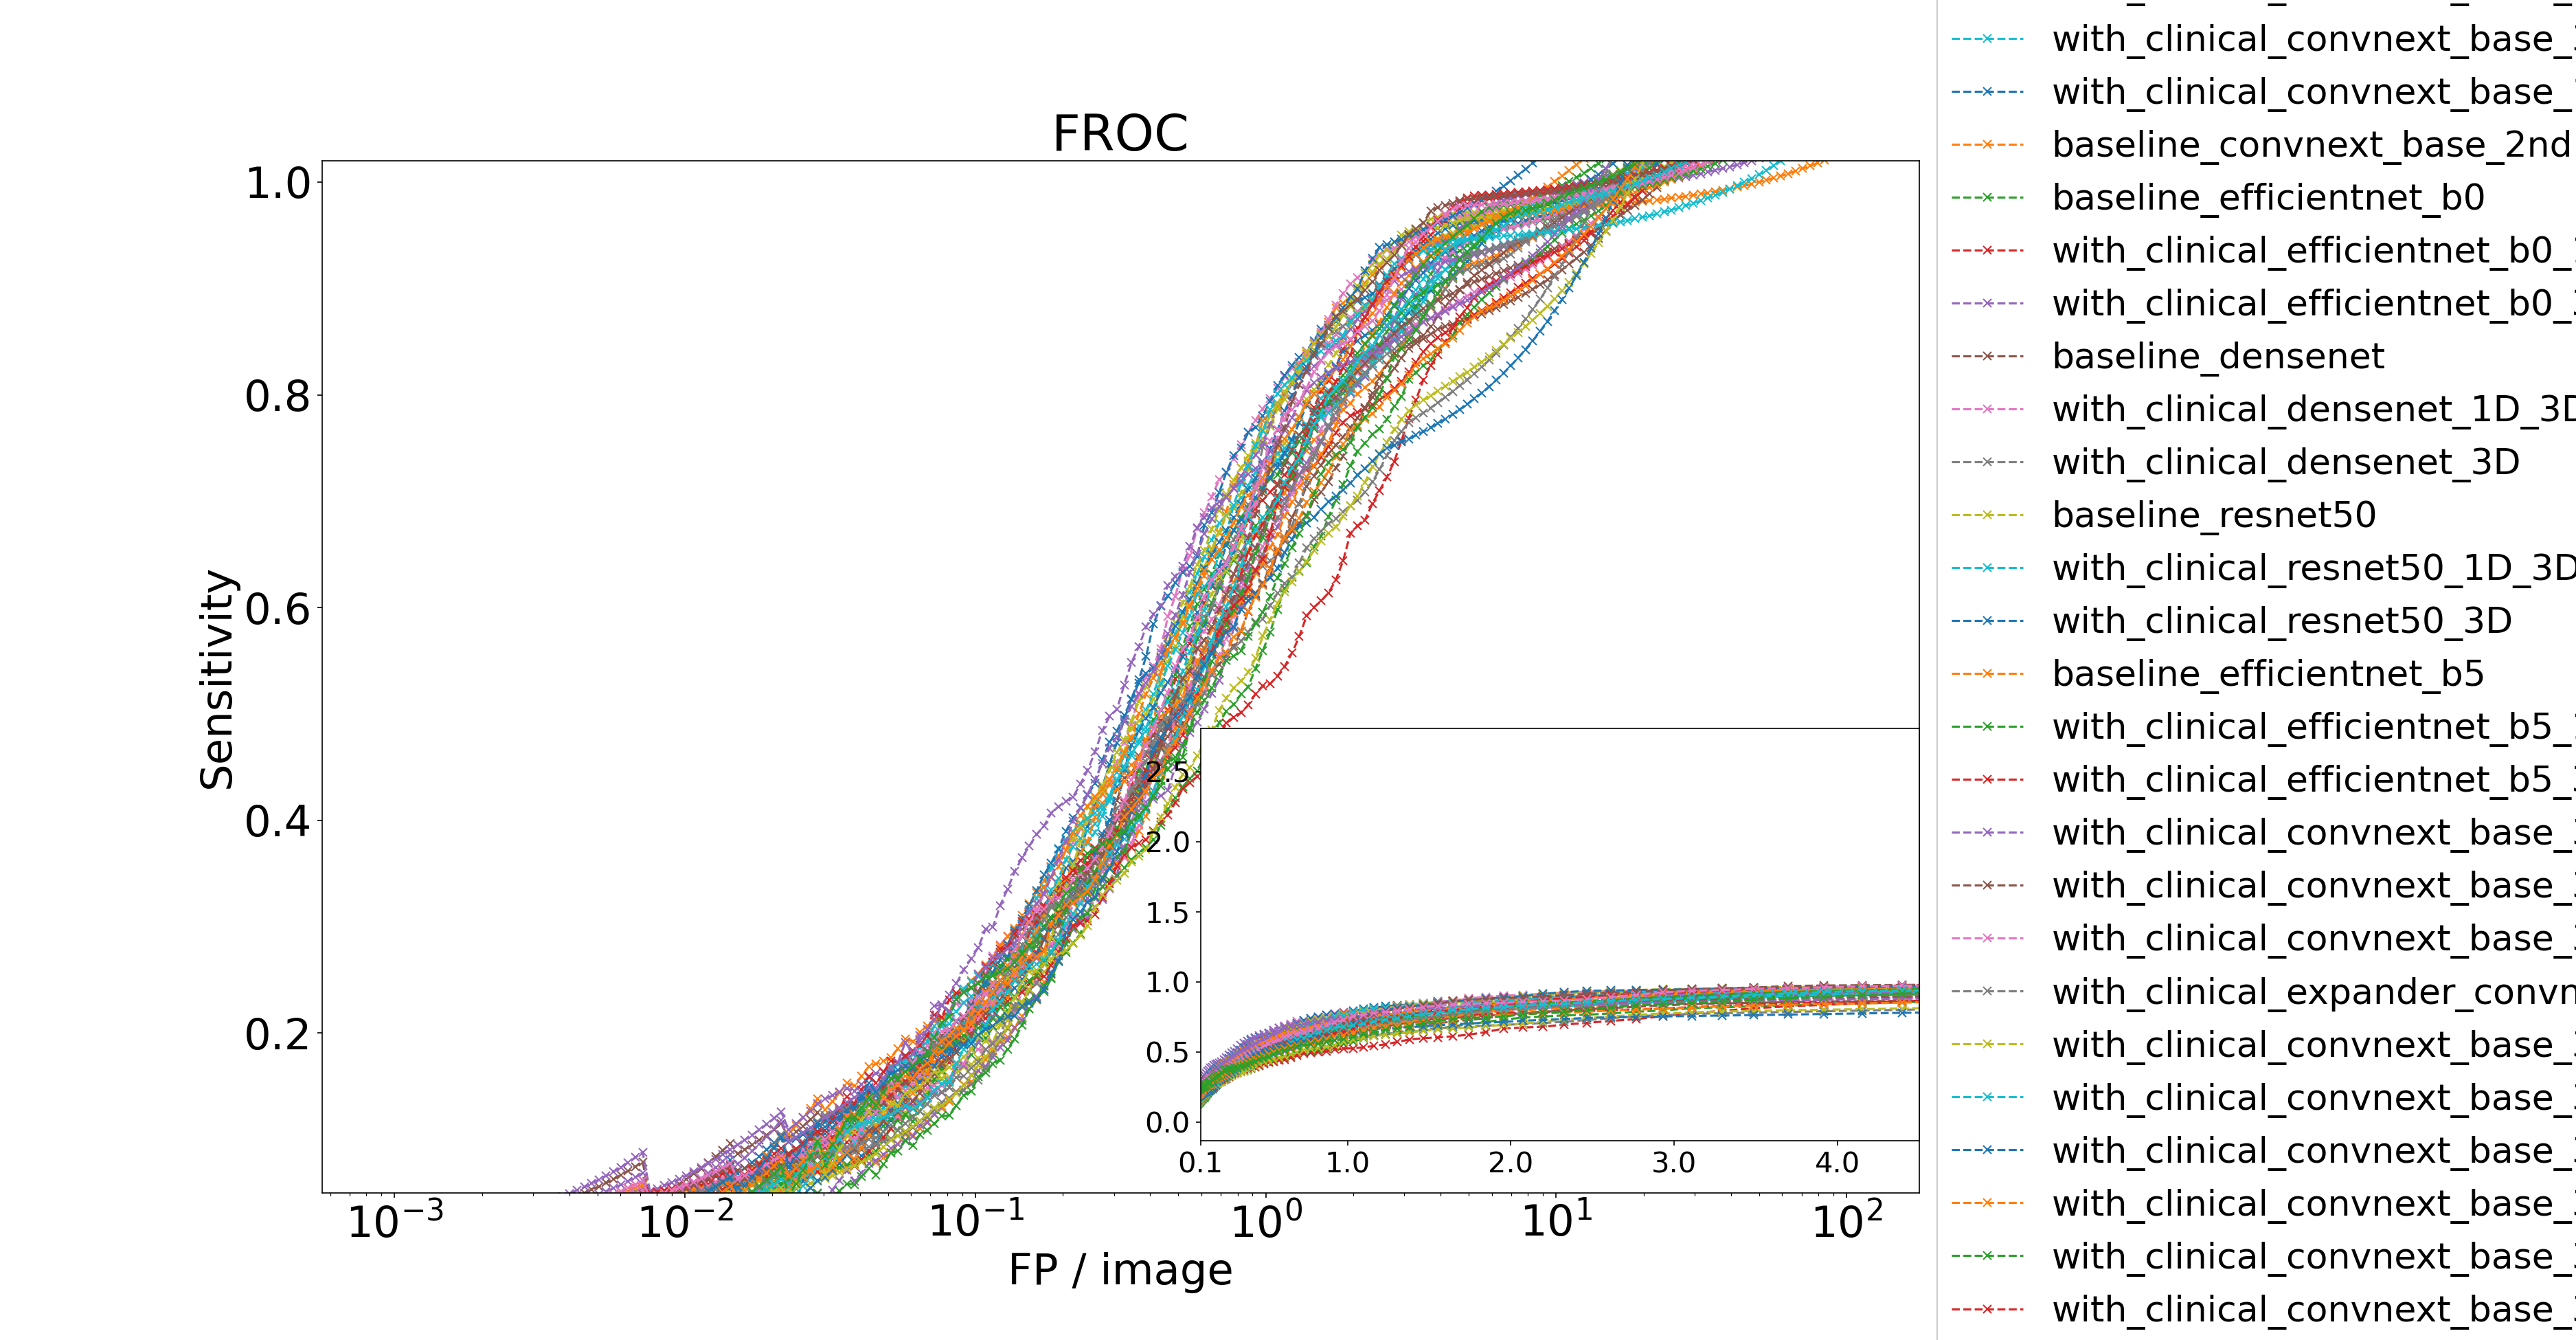 FROC
1.0
0.8
0.6
0.4
0.2
Sensitivity
10⁻³
10⁻²
10⁻¹
10⁰
10¹
10²
FP / image
2.5
2.0
1.5
1.0
0.5
0.0
0.1
1.0
2.0
3.0
4.0
with_clinical_convnext_base_
with_clinical_convnext_base_
baseline_convnext_base_2nd
baseline_efficientnet_b0
with_clinical_efficientnet_b0_
with_clinical_efficientnet_b0_
baseline_densenet
with_clinical_densenet_1D_3D
with_clinical_densenet_3D
baseline_resnet50
with_clinical_resnet50_1D_3D
with_clinical_resnet50_3D
baseline_efficientnet_b5
with_clinical_efficientnet_b5_
with_clinical_efficientnet_b5_
with_clinical_convnext_base_
with_clinical_convnext_base_
with_clinical_convnext_base_
with_clinical_expander_convn
with_clinical_convnext_base_
with_clinical_convnext_base_
with_clinical_convnext_base_
with_clinical_convnext_base_
with_clinical_convnext_base_
with_clinical_convnext_base_